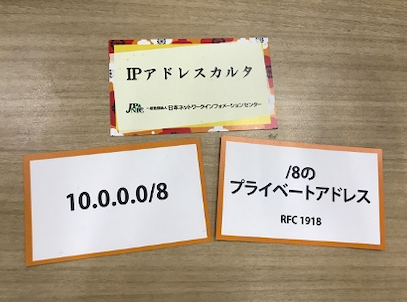 IPアドレスカルタ
JPNIC 一般社団法人 日本ネットワークインフォメーションセンター
10.0.0.0/8
/8の
プライベートアドレス
RFC 1918